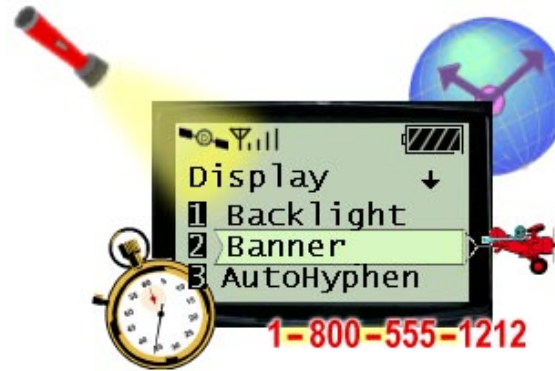 Display
1 Backlight
2 Banner
3 AutoHyphen
1-800-555-1212